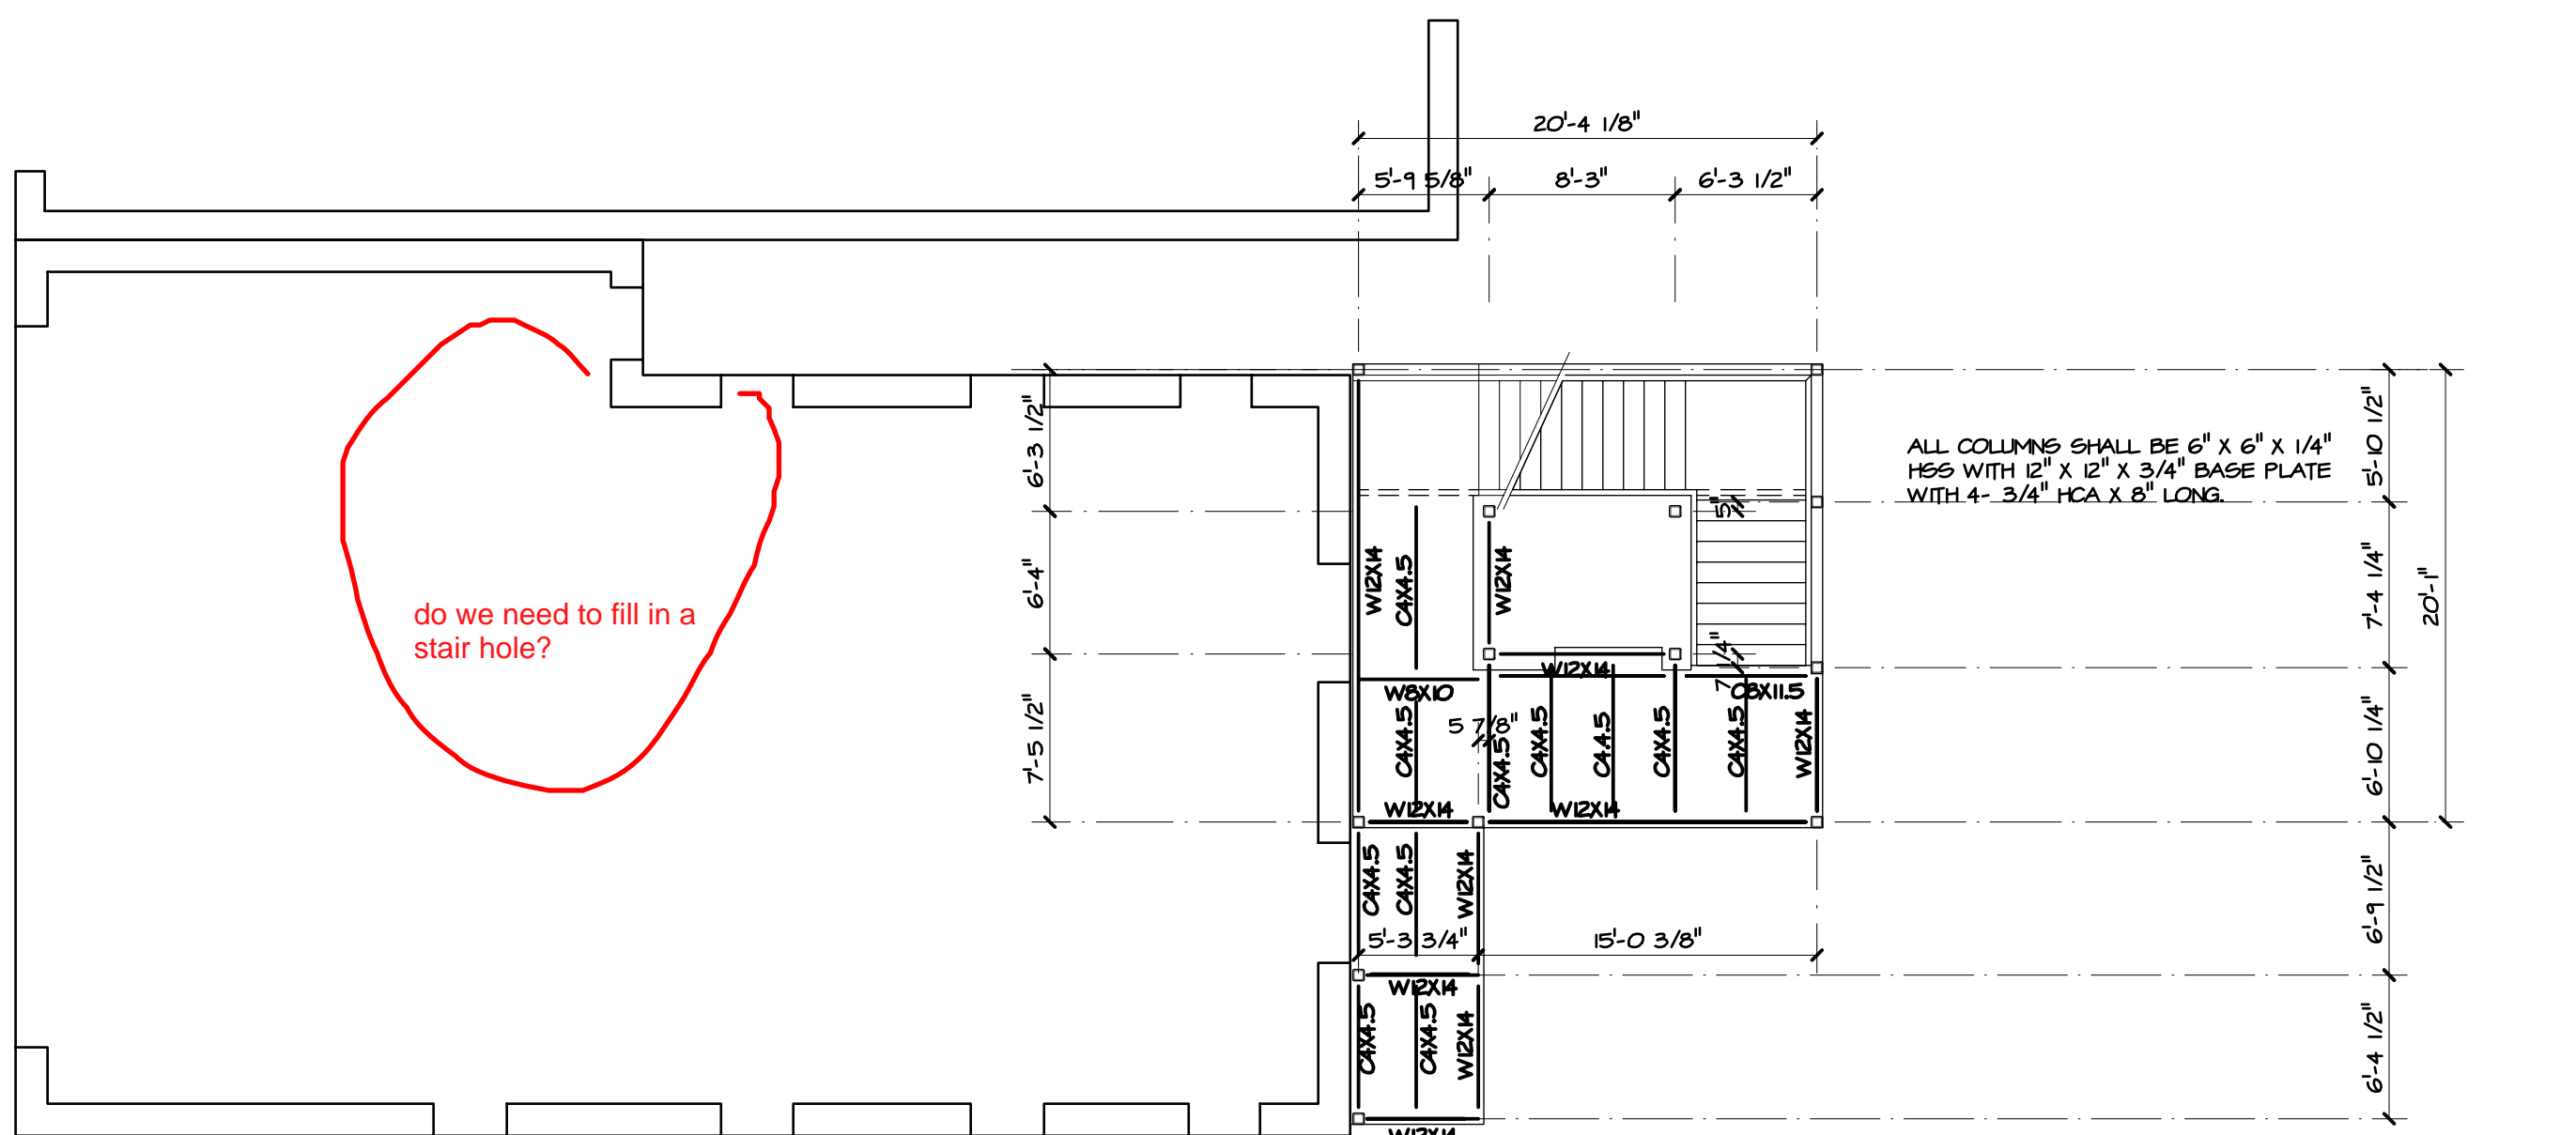 20'-4 1/8"
5'-9 5/8"
8'-3"
6'-3 1/2"
6'-3 1/2"
6'-4"
7'-5 1/2"
do we need to fill in a
stair hole?
ALL COLUMNS SHALL BE 6" X 6" X 1/4"
HSS WITH 12" X 12" X 3/4" BASE PLATE
WITH 4- 3/4" HCA X 8" LONG.
5'-10 1/2"
7'-4 1/4"
20'-1"
6'-10 1/4"
6'-9 1/2"
6'-4 1/2"
5"
W12X14
C4X4.5
W12X14
7 1/4"
W12X14
W8X10
C8X11.5
C4X4.5
5 7/8"
C4X4.5
C4X4.5
C4.4.5
C4X4.5
C4X4.5
W12X14
W12X14
W12X14
C4X4.5
C4X4.5
W12X14
5'-3 3/4"
15'-0 3/8"
W12X14
C4X4.5
C4X4.5
W12X14
W12X14